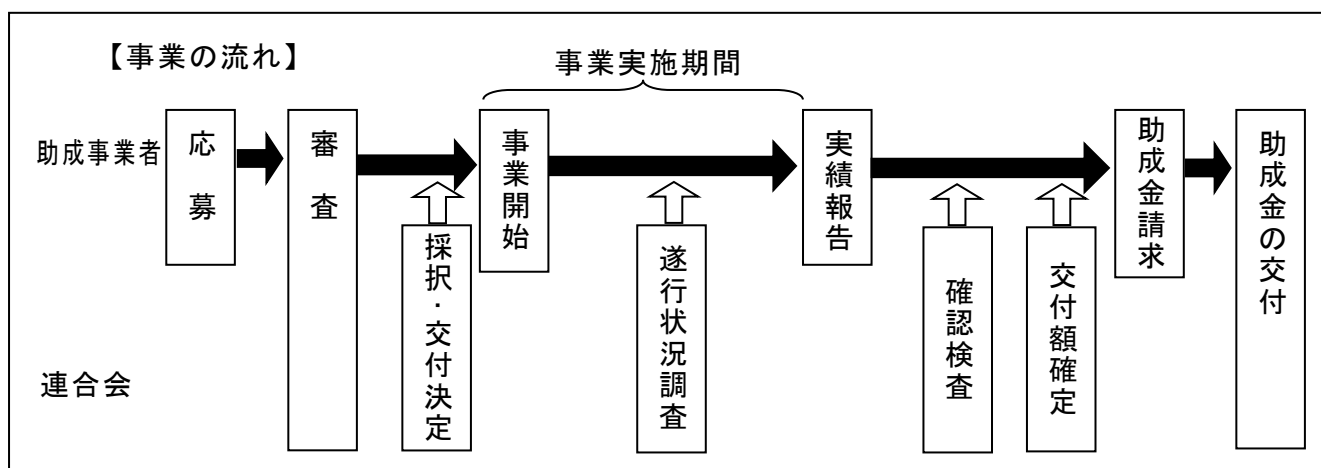 【事業の流れ】
事業実施期間
助成事業者
応募
審査
事業開始
実績報告
助成金請求
助成金の交付
採択・交付決定
遂行状況調査
確認検査
交付額確定
連合会